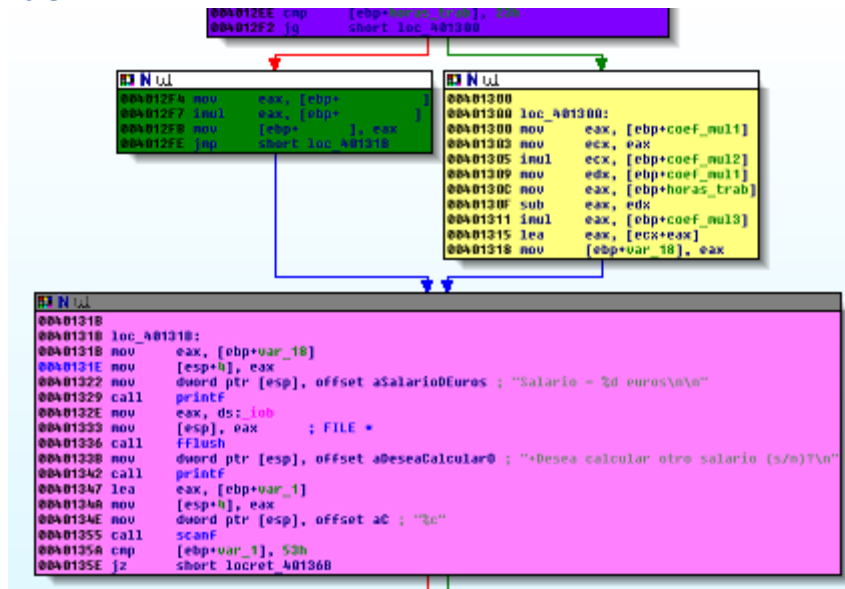 004012EE cmp [ebp+horas_trab], 23h
004012F2 jg short loc_401300
004012F4 mov eax, [ebp+ ]
004012F7 imul eax, [ebp+ ]
004012FB mov [ebp+ ], eax
004012FE jmp short loc_40131B
00401300
00401300 loc_401300:
00401300 mov eax, [ebp+coef_mul1]
00401303 mov ecx, eax
00401305 imul ecx, [ebp+coef_mul2]
00401309 mov edx, [ebp+coef_mul1]
0040130C mov eax, [ebp+horas_trab]
0040130F sub eax, edx
00401311 imul eax, [ebp+coef_mul3]
00401315 lea eax, [ecx+eax]
00401318 mov [ebp+var_18], eax
0040131B
0040131B loc_40131B:
0040131B mov eax, [ebp+var_18]
0040131E mov [esp+4], eax
00401322 mov dword ptr [esp], offset aSalarioDEuros ; "Salario = %d euros\n\n"
00401329 call printf
0040132E mov eax, ds:_iob
00401333 mov [esp], eax ; FILE *
00401336 call fflush
0040133B mov dword ptr [esp], offset aDeseaCalcularO ; "+Desea calcular otro salario (s/n)?\n"
00401342 call printf
00401347 lea eax, [ebp+var_1]
0040134A mov [esp+4], eax
0040134E mov dword ptr [esp], offset aC ; "%c"
00401355 call scanf
0040135A cmp [ebp+var_1], 53h
0040135E jz short locret_40136B